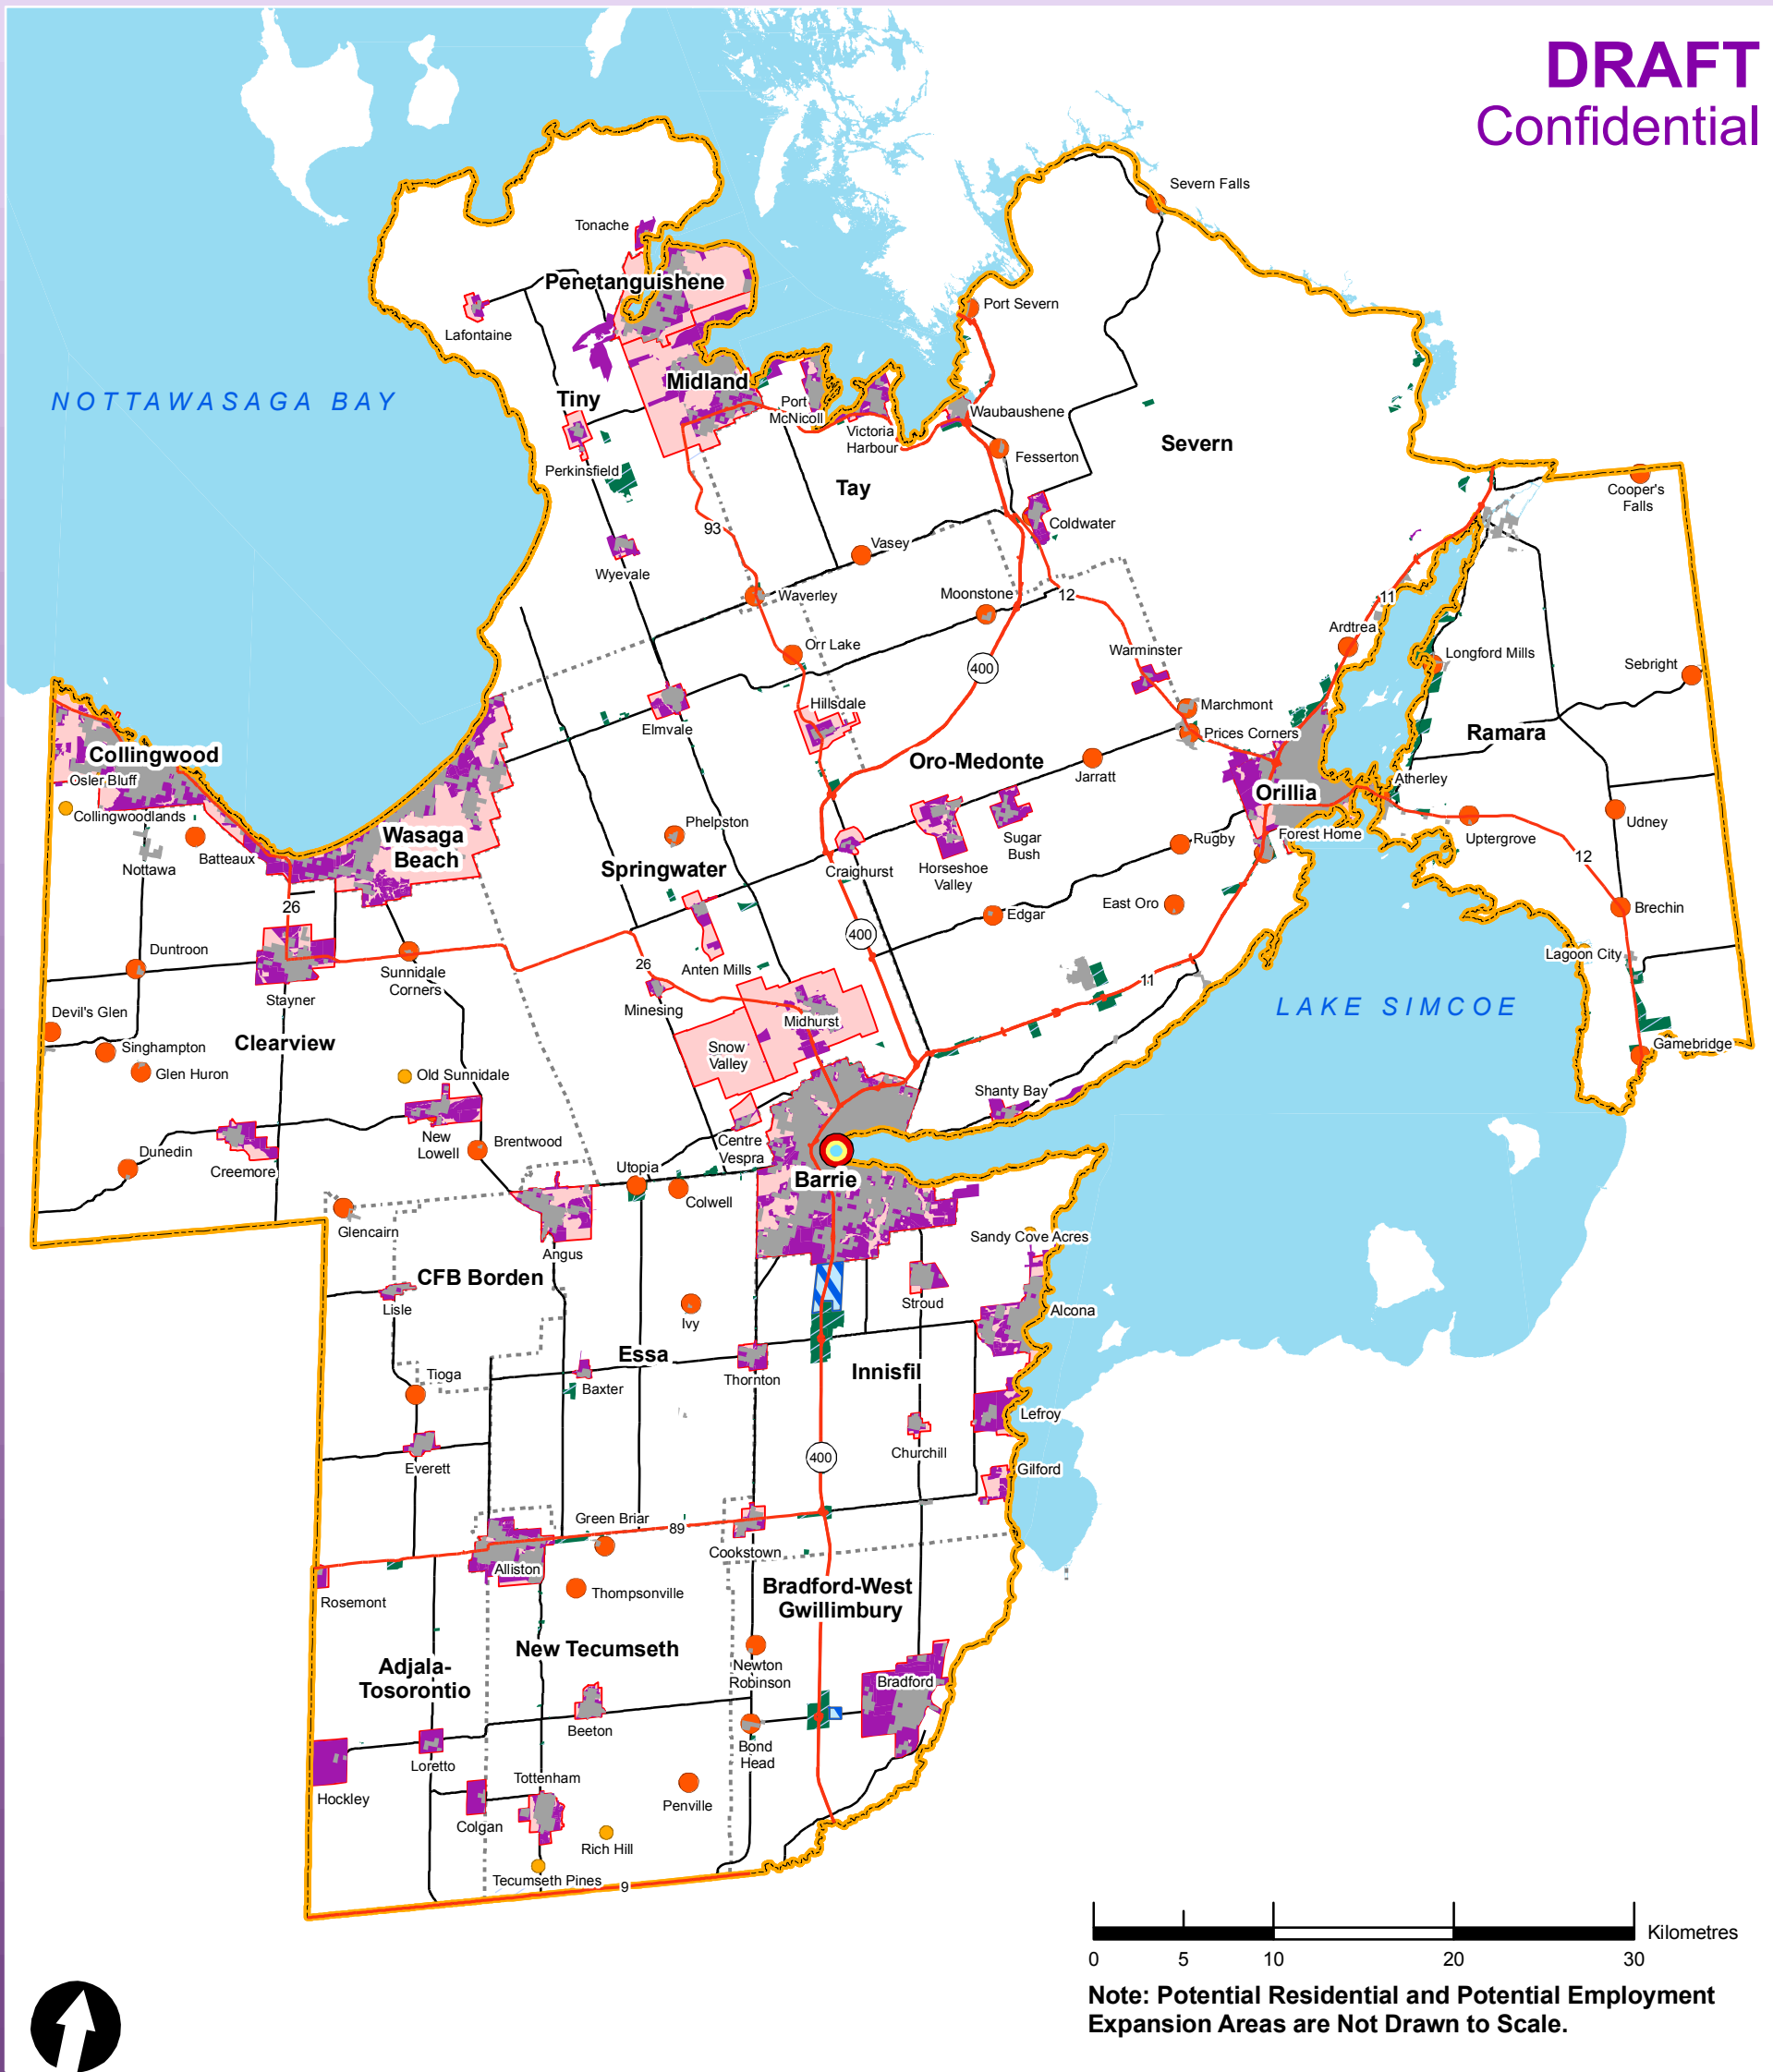 DRAFT
Confidential
Severn Falls
Tonache
Penetanguishene
Port Severn
Lafontaine
NOTTAWASAGA BAY
Midland
Tiny
Port
McNicoll
Waubaushene
Victoria
Harbour
Severn
Fesserton
Perkinsfield
Tay
Cooper's
Falls
93
Coldwater
Vasey
Wyevale
Waverley
Moonstone
12
11
Ardtrea
Orr Lake
Warminster
Longford Mills
Sebright
400
Hillsdale
Marchmont
Elmvale
Prices Corners
Ramara
Collingwood
Oro-Medonte
Jarratt
Osler Bluff
Atherley
Orillia
Collingwoodlands
Phelpston
Wasaga
Beach
Sugar
Bush
Forest Home
Uptergrove
Udney
Rugby
Batteaux
Nottawa
Springwater
Craighurst
Horseshoe
Valley
12
26
East Oro
Edgar
Brechin
400
Duntroon
Sunnidale
Corners
26
Anten Mills
Lagoon City
11
Stayner
Minesing
LAKE SIMCOE
Devil's Glen
Midhurst
Clearview
Singhampton
Snow
Valley
Gamebridge
Glen Huron
Old Sunnidale
Shanty Bay
New
Lowell
Brentwood
Centre
Vespra
Dunedin
Creemore
Utopia
Barrie
Colwell
Glencairn
Sandy Cove Acres
Angus
CFB Borden
Stroud
Lisle
Alcona
Ivy
Essa
Innisfil
Tioga
Thornton
Baxter
Lefroy
Churchill
400
Everett
Gilford
Green Briar
89
Cookstown
Alliston
Bradford-West
Gwillimbury
Thompsonville
Rosemont
New Tecumseth
Adjala-
Tosorontio
Newton
Robinson
Bradford
Beeton
Bond
Head
Loretto
Tottenham
Hockley
Penville
Colgan
Rich Hill
Tecumseth Pines
9
Kilometres
0 5 10 20 30
Note: Potential Residential and Potential Employment
Expansion Areas are Not Drawn to Scale.